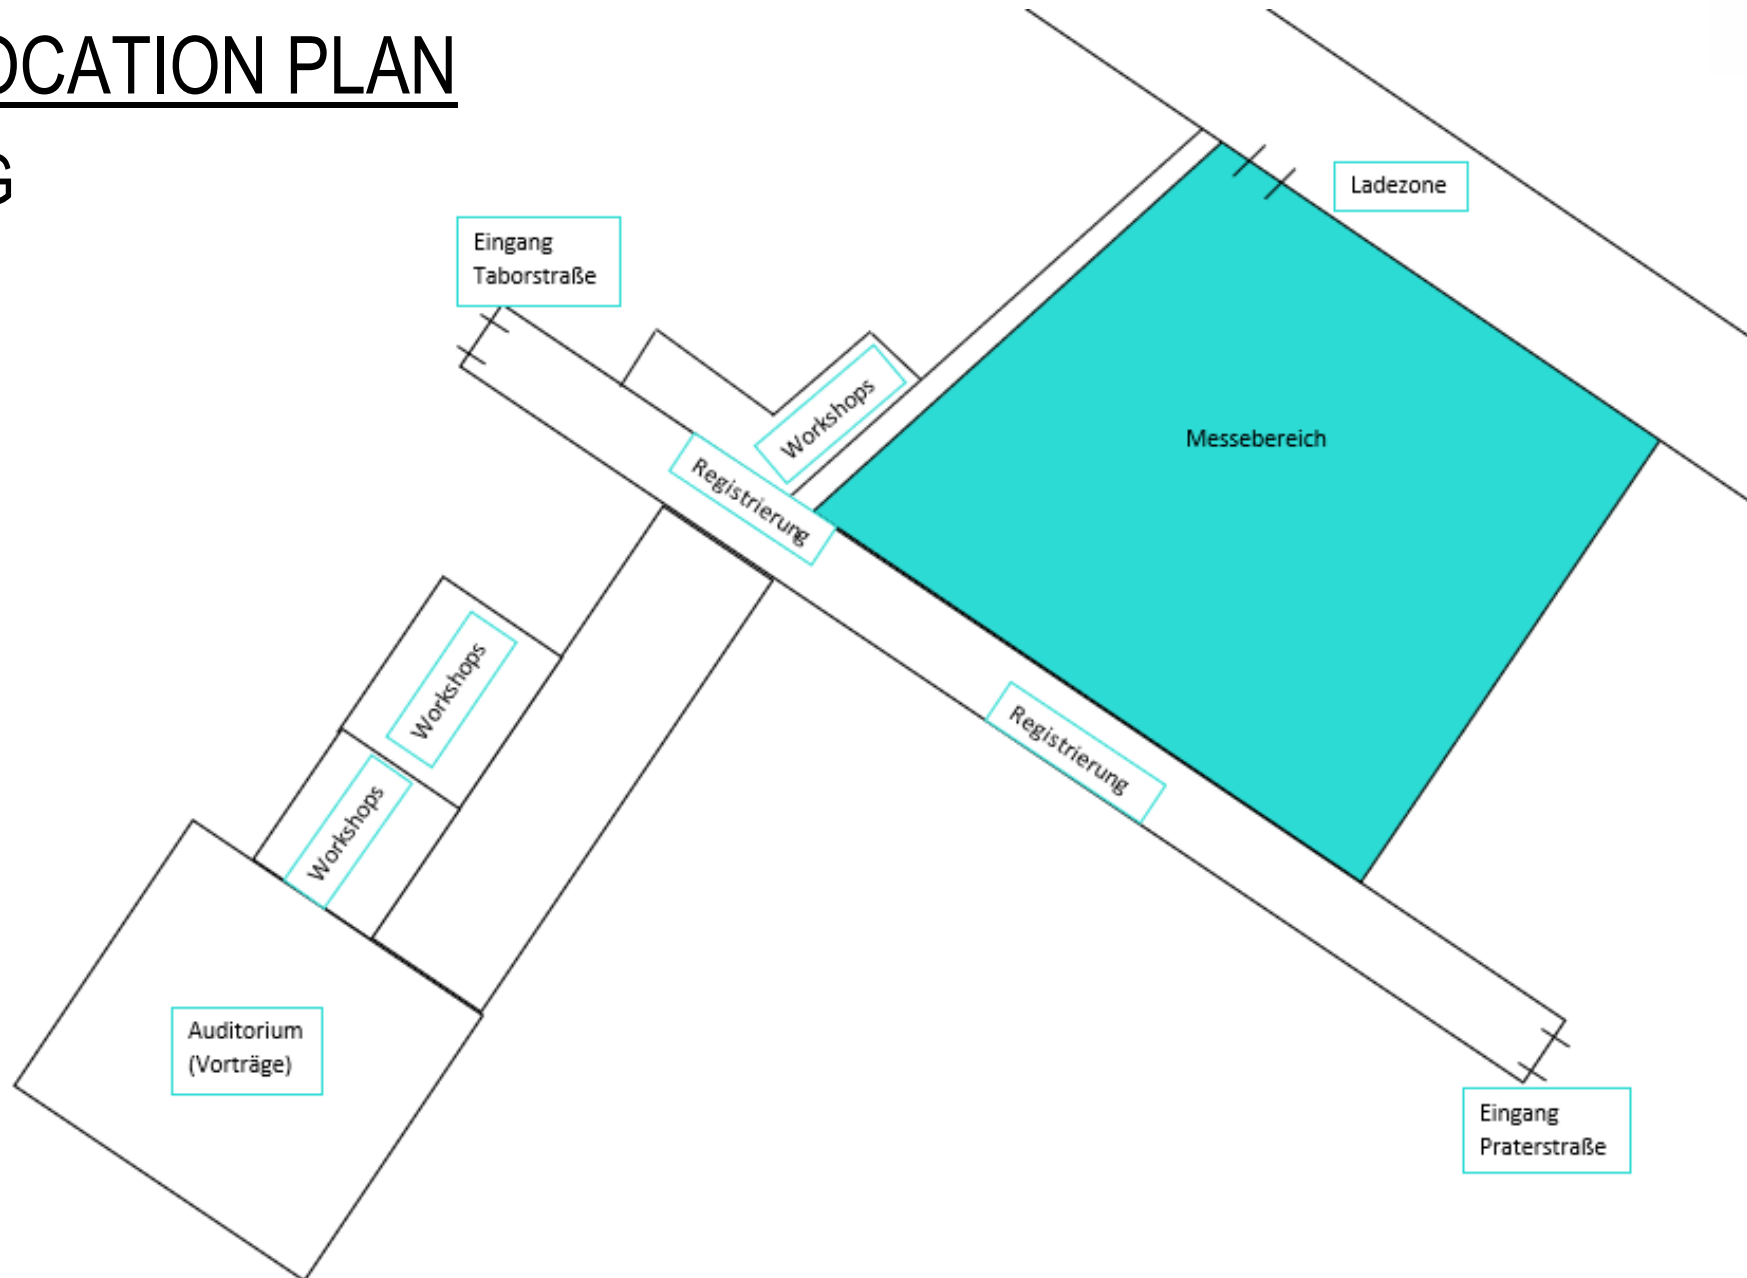 OCATION PLAN
G
Ladezone
Eingang
Taborstraße
Workshops
Messebereich
Registrierung
Workshops
Registrierung
Workshops
Auditorium
(Vorträge)
Eingang
Praterstraße